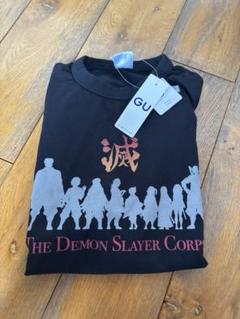 GU
滅
THE DEMON SLAYER CORPS